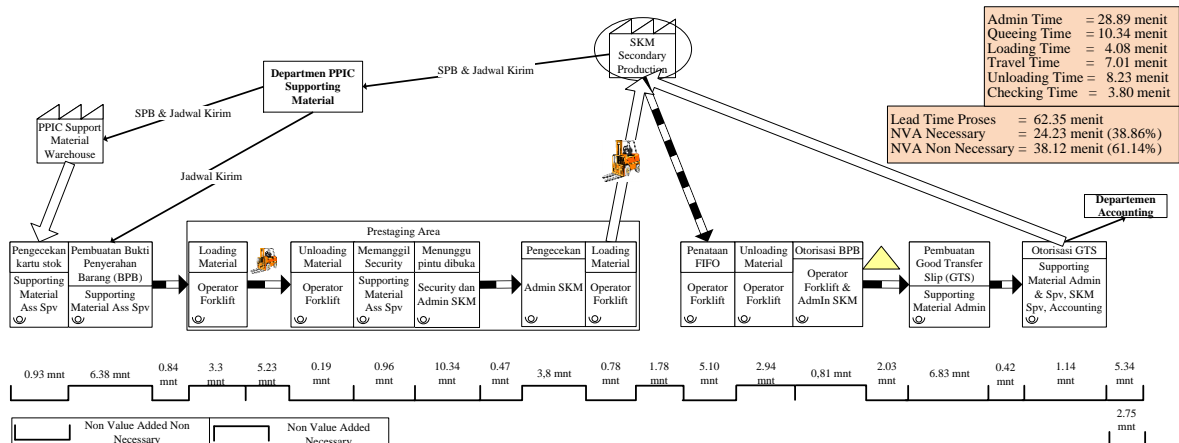 SKM
Secondary
Production
Admin Time = 28.89 menit
Queeing Time = 10.34 menit
Loading Time = 4.08 menit
Travel Time = 7.01 menit
Unloading Time = 8.23 menit
Checking Time = 3.80 menit
Lead Time Proses = 62.35 menit
NVA Necessary = 24.23 menit (38.86%)
NVA Non Necessary = 38.12 menit (61.14%)
SPB & Jadwal Kirim
Departmen PPIC
Supporting
Material
SPB & Jadwal Kirim
PPIC Support
Material
Warehouse
Jadwal Kirim
Departemen
Accounting
Prestaging Area
Pengecekan
kartu stok
Supporting
Material
Ass Spv
Pembuatan Bukti
Penyerahan
Barang (BPB)
Supporting
Material Ass Spv
Loading
Material
Operator
Forklift
Unloading
Material
Operator
Forklift
Memanggil
Security
Supporting
Material
Ass Spv
Menunggu
pintu dibuka
Security dan
Admin SKM
Pengecekan
Admin SKM
Loading
Material
Operator
Forklift
Penataan
FIFO
Operator
Forklift
Unloading
Material
Operator
Forklift
Otorisasi BPB
Operator
Forklift &
AdmIn SKM
Pembuatan
Good Transfer
Slip (GTS)
Supporting
Material Admin
Otorisasi GTS
Supporting
Material Admin
& Spv, SKM
Spv, Accounting
0.93 mnt
6.38 mnt
0.84
mnt
3.3
mnt
5.23
mnt
0.19
mnt
0.96
mnt
10.34
mnt
0.47
mnt
3,8 mnt
0.78
mnt
1.78
mnt
5.10
mnt
2.94
mnt
0,81 mnt
2.03
mnt
6.83 mnt
0.42
mnt
1.14
mnt
5.34
mnt
2.75
mnt
Non Value Added Non
Necessary
Non Value Added
Necessary